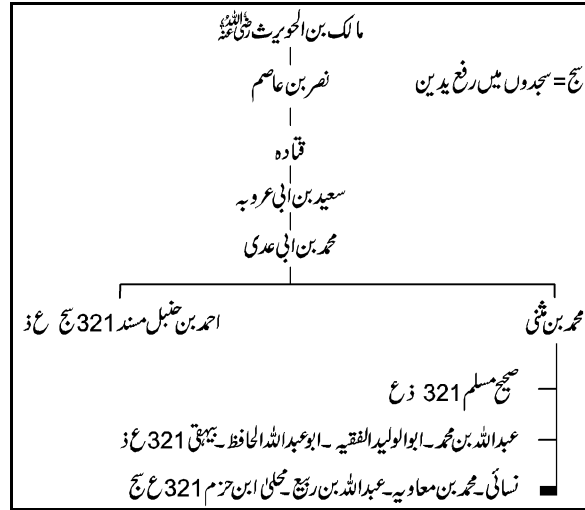 مالک بن الحویرث رضی اللہ عنہ
نصر بن عاصم
سج = سجدوں میں رفع یدین
قتادہ
سعید بن ابی عروبہ
محمد بن ابی عدی
محمد بن مثنی
احمد بن حنبل مسند 321 سج ع ذ
صحیح مسلم 321 ذ ع
عبداللہ بن محمد۔ ابوالولید الفقیہ۔ ابوعبداللہ الحافظ۔ بیہقی 321 ع ذ
نسائی۔ محمد بن معاویہ۔ عبداللہ بن ربیع۔ محلیٰ ابن حزم 321 ع سج